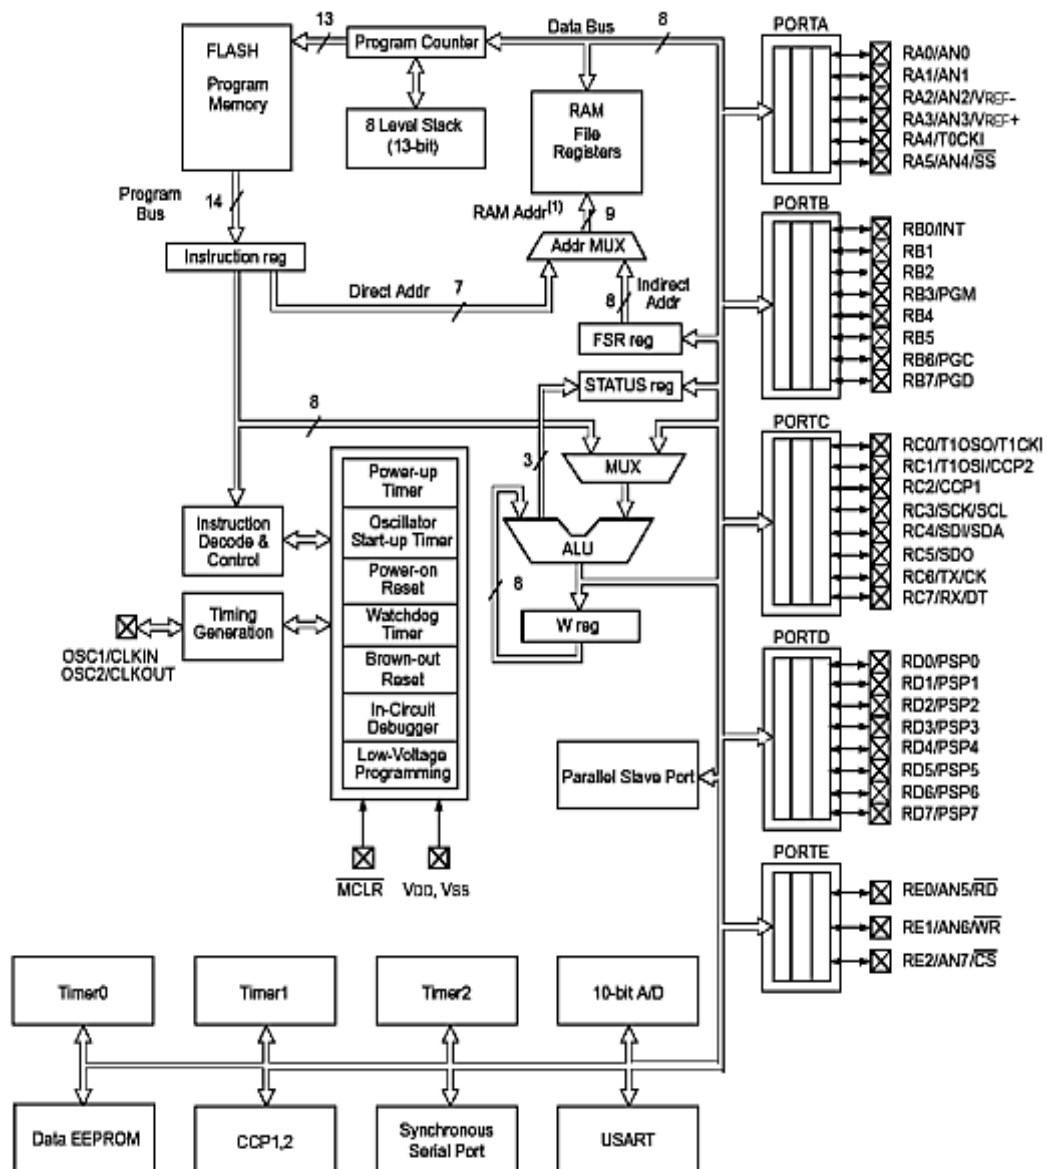 13
Data Bus
8
PORTA
FLASH
Program
Memory
Program Counter
8 Level Stack
(13-bit)
RAM
File
Registers
RA0/AN0
RA1/AN1
RA2/AN2/VREF-
RA3/AN3/VREF+
RA4/T0CKI
RA5/AN4/SS
Program
Bus
14
RAM Addr(1)
9
PORTB
Instruction reg
Addr MUX
RB0/INT
RB1
RB2
RB3/PGM
RB4
RB5
RB6/PGC
RB7/PGD
Direct Addr
7
8
Indirect
Addr
FSR reg
STATUS reg
8
3
MUX
PORTC
RC0/T1OSO/T1CKI
RC1/T1OSI/CCP2
RC2/CCP1
RC3/SCK/SCL
RC4/SDI/SDA
RC5/SDO
RC6/TX/CK
RC7/RX/DT
Power-up
Timer
Instruction
Decode &
Control
Oscillator
Start-up Timer
ALU
Power-on
Reset
8
Timing
Generation
Watchdog
Timer
W reg
OSC1/CLKIN
OSC2/CLKOUT
Brown-out
Reset
In-Circuit
Debugger
Low-Voltage
Programming
Parallel Slave Port
PORTD
RD0/PSP0
RD1/PSP1
RD2/PSP2
RD3/PSP3
RD4/PSP4
RD5/PSP5
RD6/PSP6
RD7/PSP7
MCLR
VDD, VSS
PORTE
RE0/AN5/RD
RE1/AN6/WR
RE2/AN7/CS
Timer0
Timer1
Timer2
10-bit A/D
Data EEPROM
CCP1,2
Synchronous
Serial Port
USART